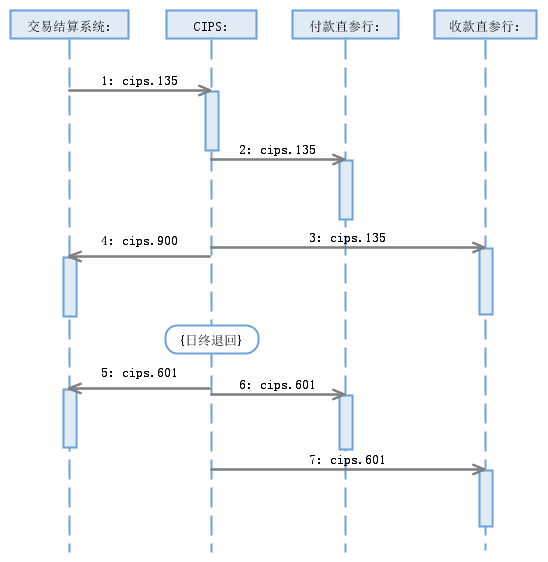 交易结算系统:
CIPS:
付款直参行:
收款直参行:
1: cips.135
2: cips.135
3: cips.135
4: cips.900
{日终退回}
5: cips.601
6: cips.601
7: cips.601